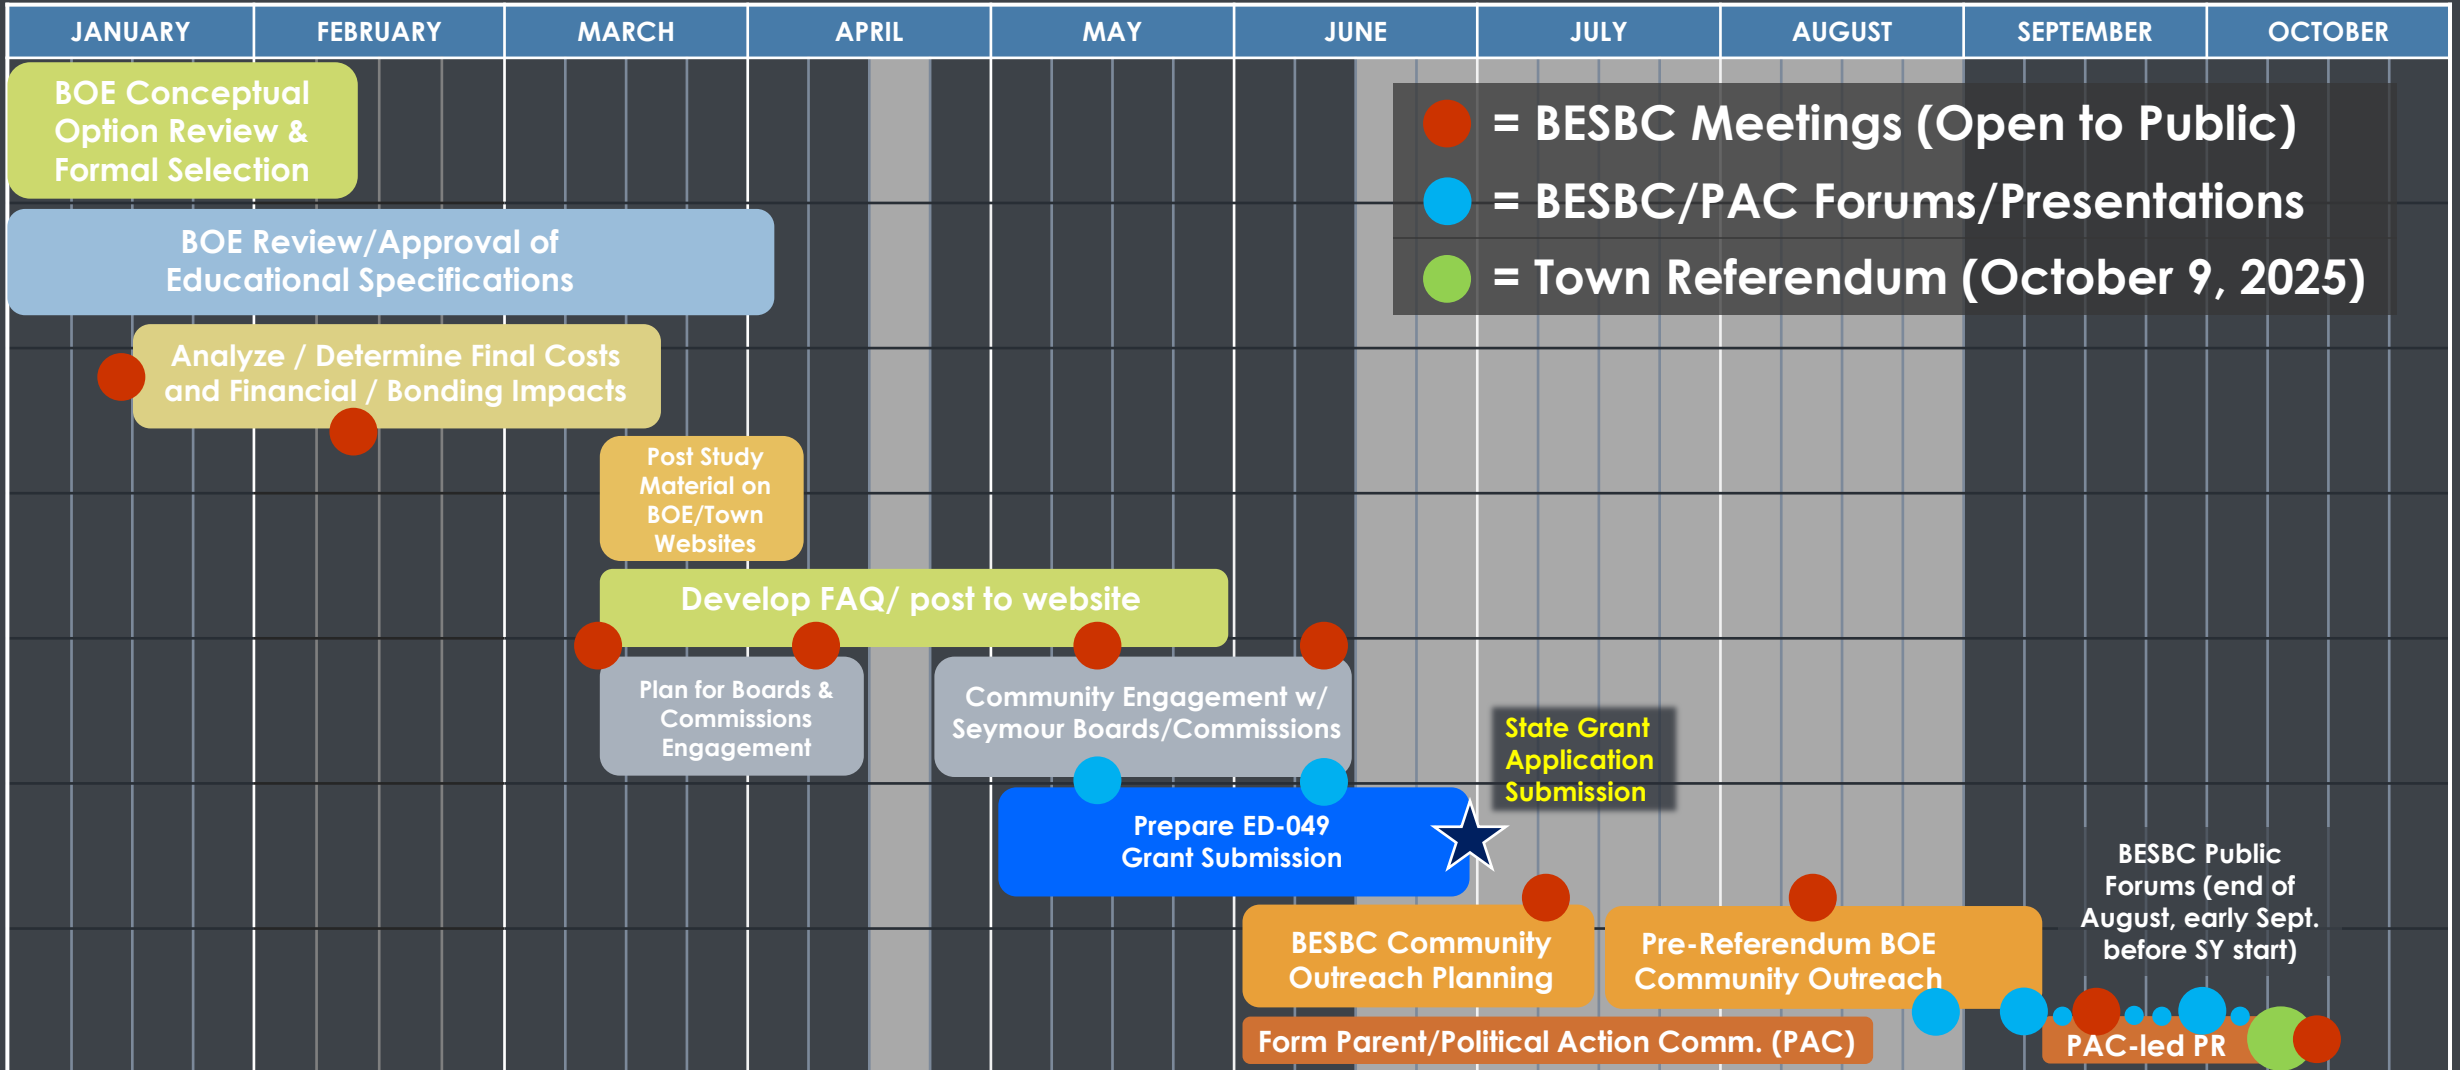 JANUARY
FEBRUARY
MARCH
APRIL
MAY
JUNE
JULY
AUGUST
SEPTEMBER
OCTOBER
BOE Conceptual
Option Review &
Formal Selection
= BESBC Meetings (Open to Public)
= BESBC/PAC Forums/Presentations
= Town Referendum (October 9, 2025)
BOE Review/Approval of
Educational Specifications
Analyze / Determine Final Costs
and Financial / Bonding Impacts
Post Study
Material on
BOE/Town
Websites
Develop FAQ/ post to website
Plan for Boards &
Commissions
Engagement
Community Engagement w/
Seymour Boards/Commissions
State Grant
Application
Submission
Prepare ED-049
Grant Submission
BESBC Public
Forums (end of
August, early Sept.
before SY start)
BESBC Community
Outreach Planning
Pre-Referendum BOE
Community Outreach
Form Parent/Political Action Comm. (PAC)
PAC-led PR